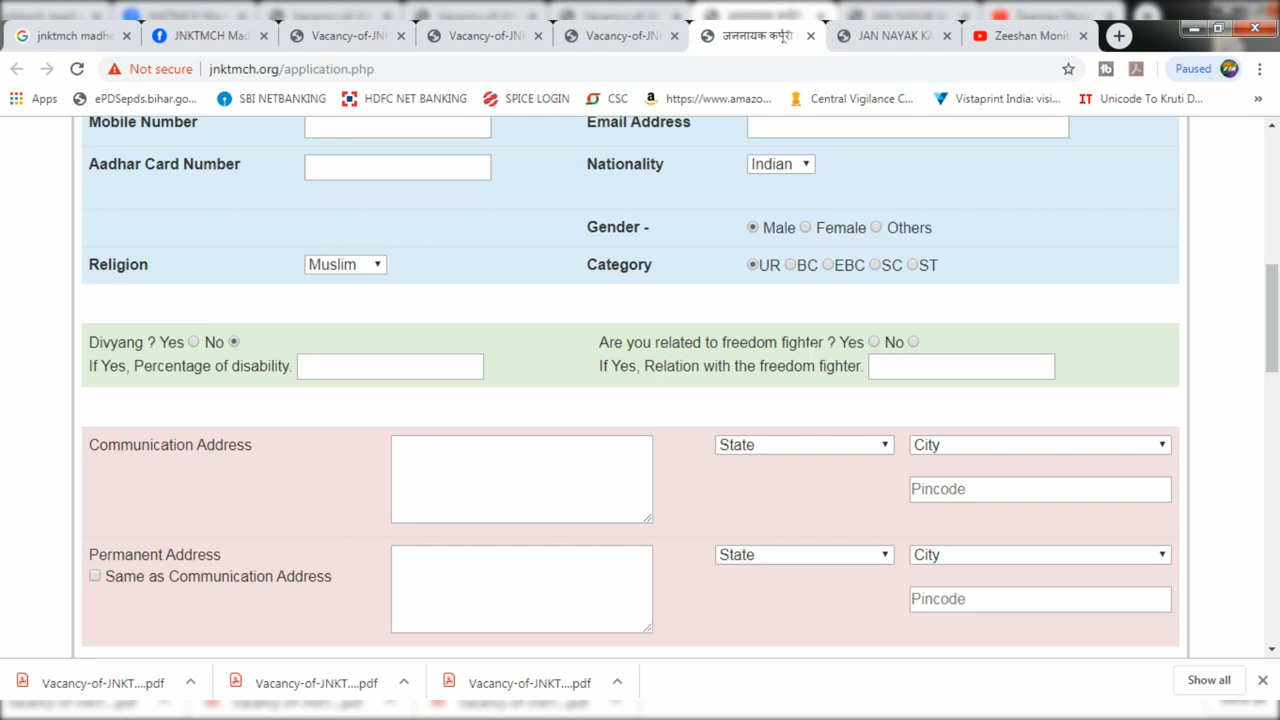 jnktmch madhe
JNKTMCH Mad
Vacancy-of-JNK
Vacancy-of-JN
Vacancy-of-JN
जननायक कर्पूरी
JAN NAYAK KA
Zeeshan Monit
Not secure jnktmch.org/application.php
Paused
Apps ePDSepds.bihar.go... SBI NETBANKING HDFC NET BANKING SPICE LOGIN CSC https://www.amazo... Central Vigilance C... Vistaprint India: visi... IT Unicode To Kruti D... »
Mobile Number Email Address
Aadhar Card Number Nationality Indian
Gender - Male Female Others
Religion Muslim Category UR BC EBC SC ST
Divyang ? Yes No Are you related to freedom fighter ? Yes No
If Yes, Percentage of disability. If Yes, Relation with the freedom fighter.
Communication Address State City
Pincode
Permanent Address State City
Same as Communication Address
Pincode
Vacancy-of-JNKT....pdf Vacancy-of-JNKT....pdf Vacancy-of-JNKT....pdf Show all